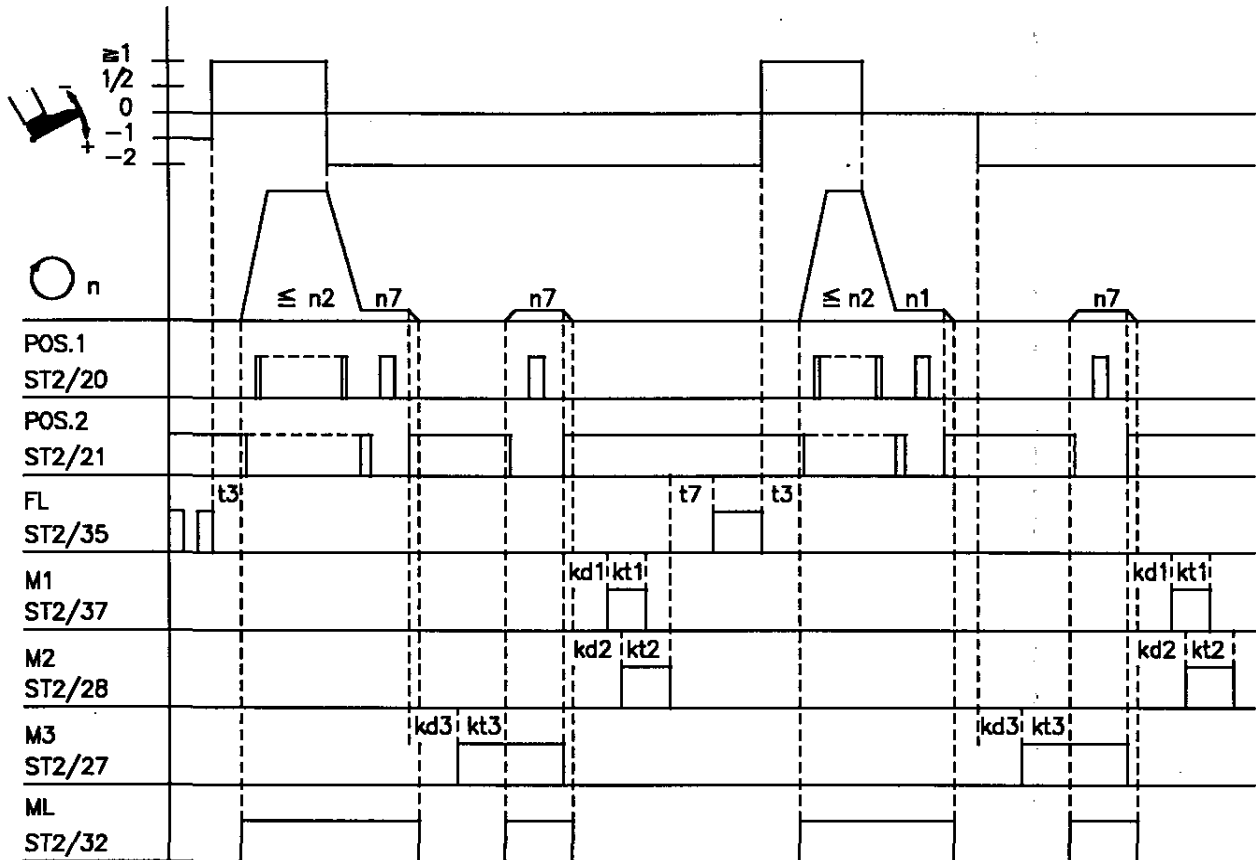 ≧1
1/2
0
-1
-2
-
+
n
≦ n2
n7
n7
≦ n2
n1
n7
POS.1
ST2/20
POS.2
ST2/21
FL
ST2/35
t3
t7
t3
M1
ST2/37
kd1
kt1
kd1
kt1
M2
ST2/28
kd2
kt2
kd2
kt2
M3
ST2/27
kd3
kt3
kd3
kt3
ML
ST2/32